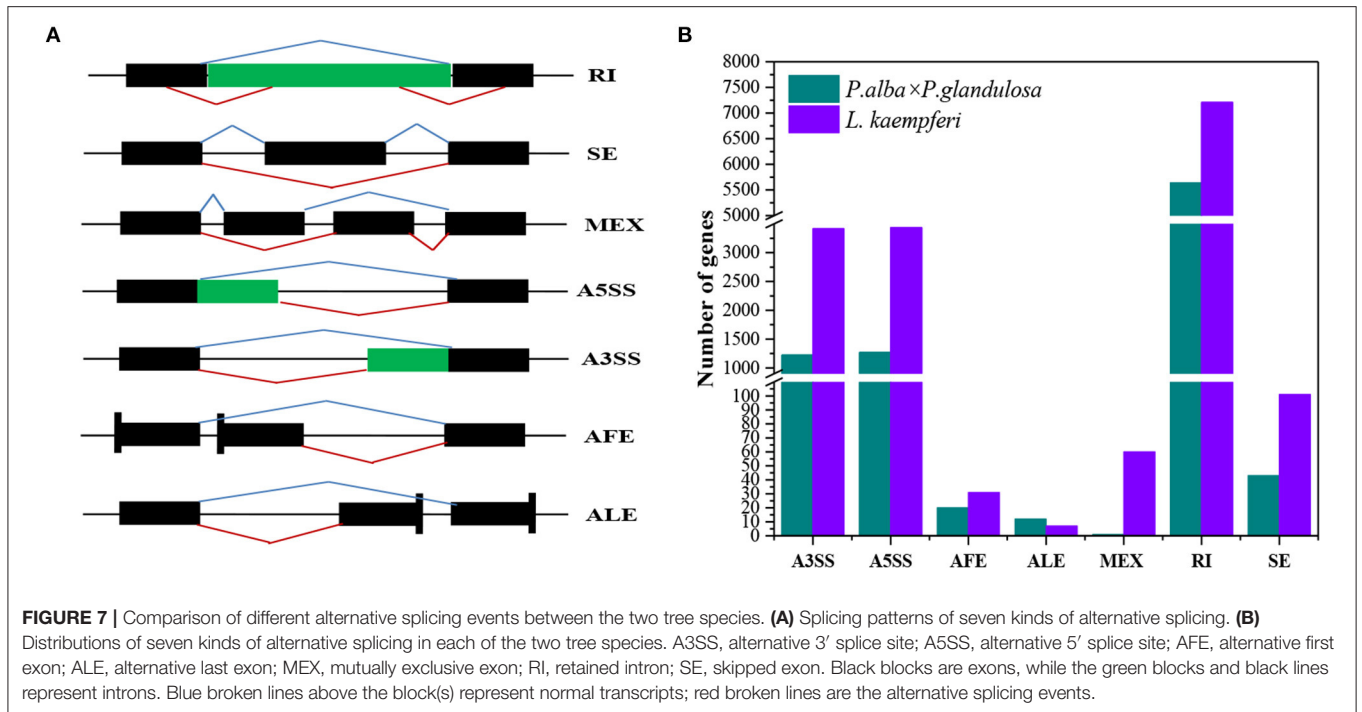 A
RI
SE
MEX
A5SS
A3SS
AFE
ALE
B
8000
7500
7000
6500
6000
5500
5000
3000
2500
2000
1500
1000
100
90
80
70
60
50
40
30
20
10
0
Number of genes
P.alba×P.glandulosa
L. kaempferi
A3SS A5SS AFE ALE MEX RI SE
FIGURE 7 | Comparison of different alternative splicing events between the two tree species. (A) Splicing patterns of seven kinds of alternative splicing. (B)
Distributions of seven kinds of alternative splicing in each of the two tree species. A3SS, alternative 3′ splice site; A5SS, alternative 5′ splice site; AFE, alternative first
exon; ALE, alternative last exon; MEX, mutually exclusive exon; RI, retained intron; SE, skipped exon. Black blocks are exons, while the green blocks and black lines
represent introns. Blue broken lines above the block(s) represent normal transcripts; red broken lines are the alternative splicing events.